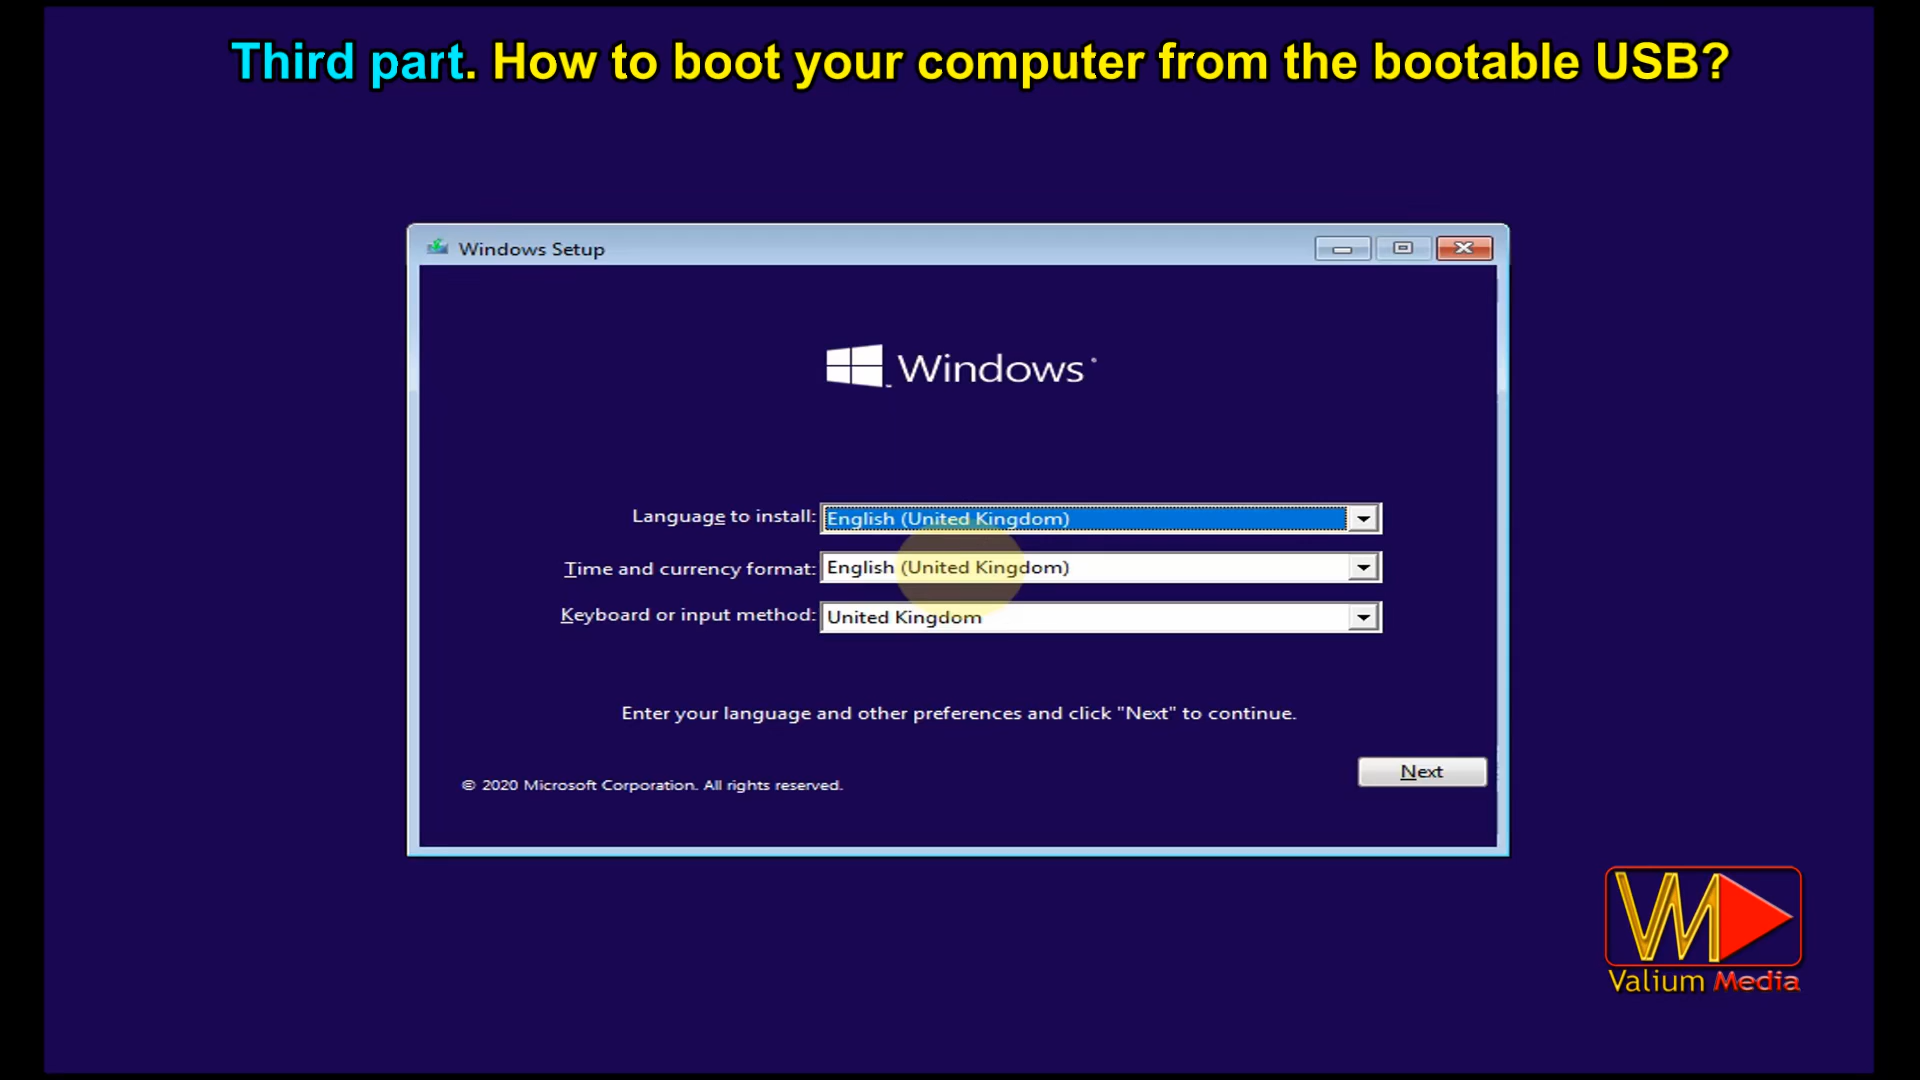 Third part. How to boot your computer from the bootable USB?
Windows Setup
Windows
Language to install: English (United Kingdom)
Time and currency format: English (United Kingdom)
Keyboard or input method: United Kingdom
Enter your language and other preferences and click "Next" to continue.
Next
© 2020 Microsoft Corporation. All rights reserved.
VM
Valium Media